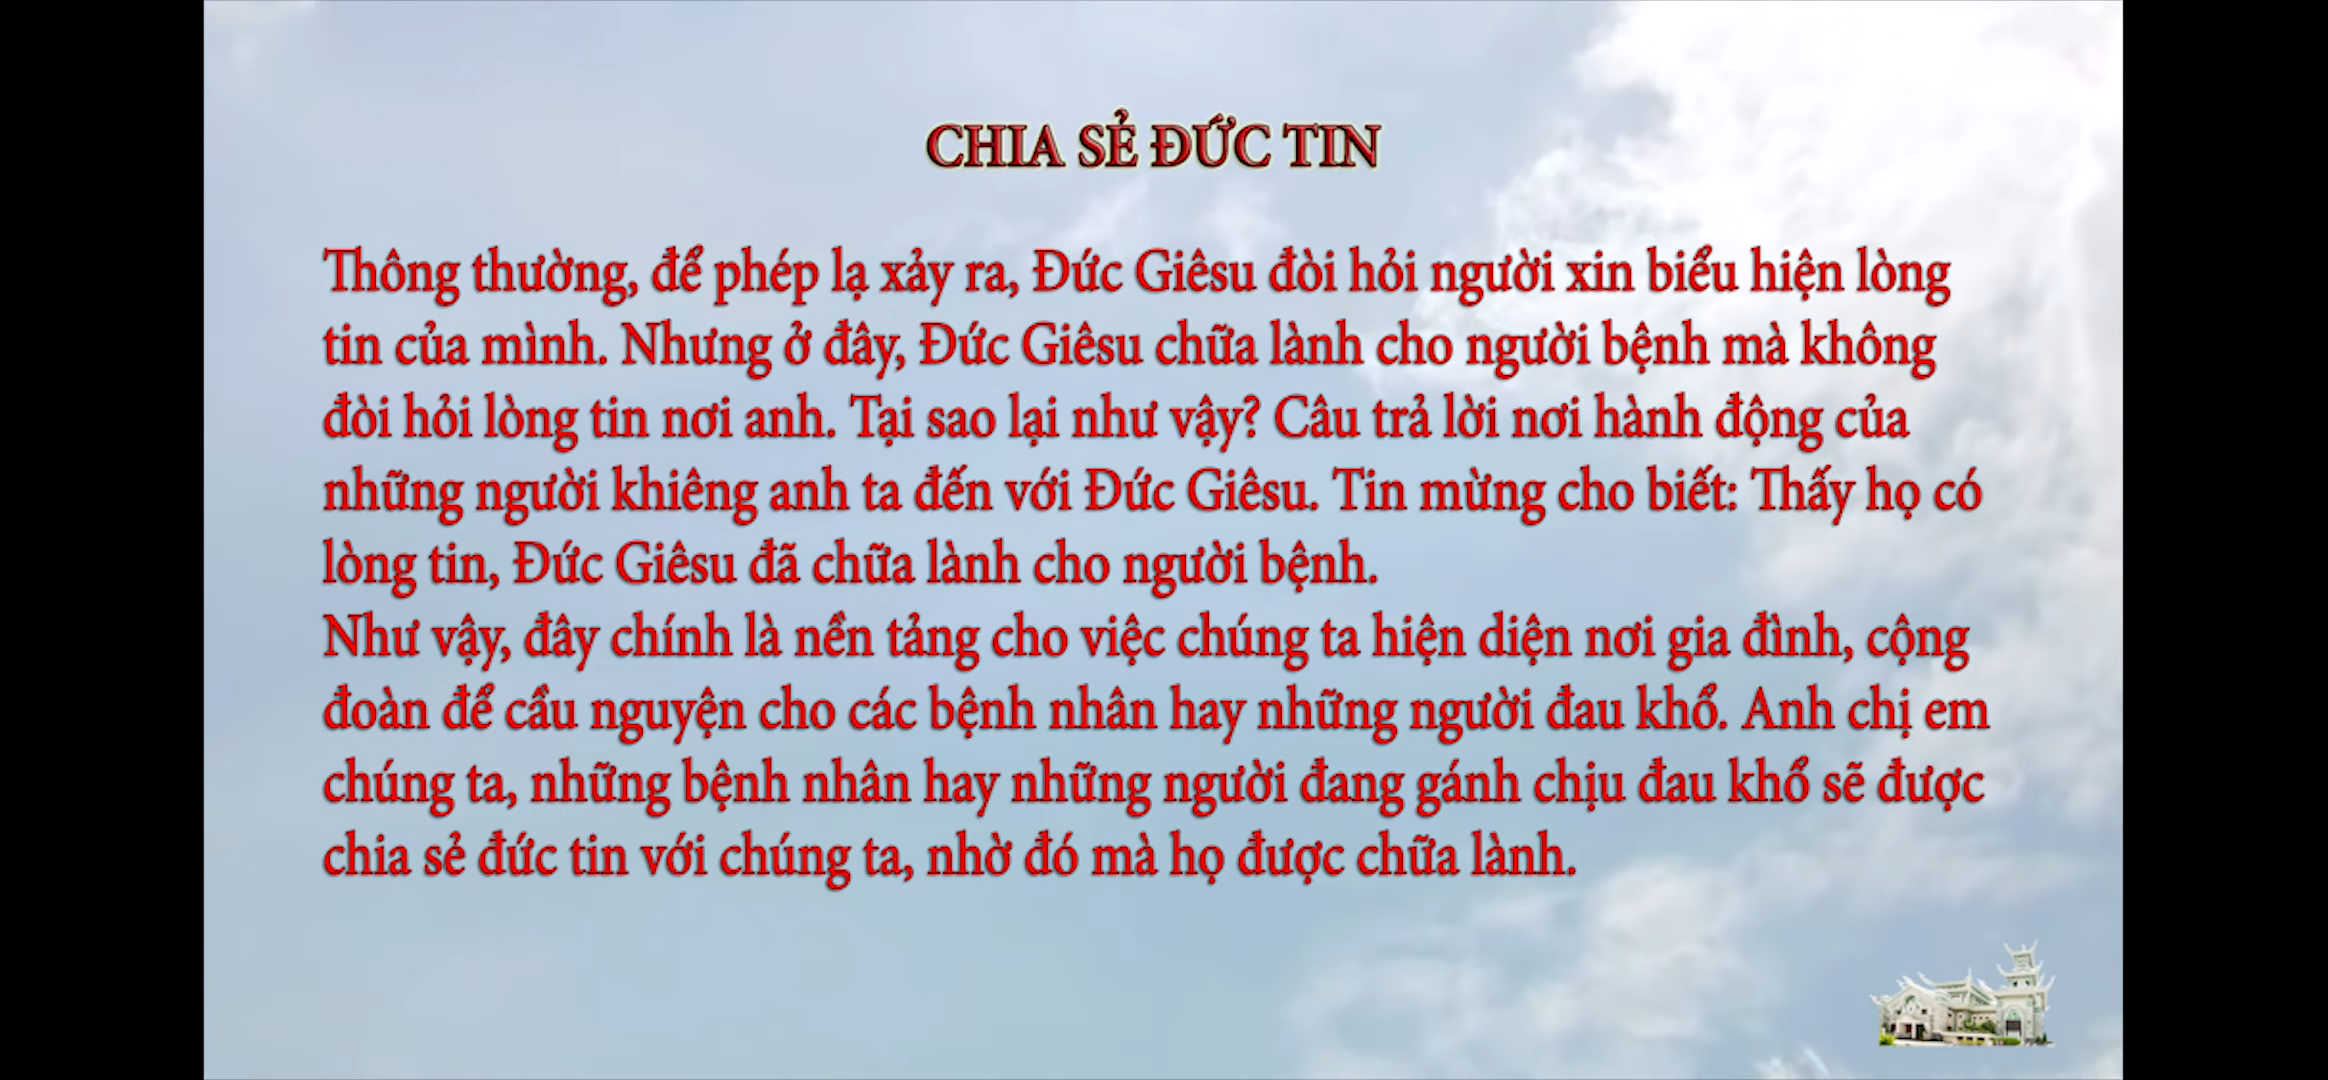 CHIA SẺ ĐỨC TIN
Thông thường, để phép lạ xảy ra, Đức Giêsu đòi hỏi người xin biểu hiện lòng
tin của mình. Nhưng ở đây, Đức Giêsu chữa lành cho người bệnh mà không
đòi hỏi lòng tin nơi anh. Tại sao lại như vậy? Câu trả lời nơi hành động của
những người khiêng anh ta đến với Đức Giêsu. Tin mừng cho biết: Thấy họ có
lòng tin, Đức Giêsu đã chữa lành cho người bệnh.
Như vậy, đây chính là nền tảng cho việc chúng ta hiện diện nơi gia đình, cộng
đoàn để cầu nguyện cho các bệnh nhân hay những người đau khổ. Anh chị em
chúng ta, những bệnh nhân hay những người đang gánh chịu đau khổ sẽ được
chia sẻ đức tin với chúng ta, nhờ đó mà họ được chữa lành.